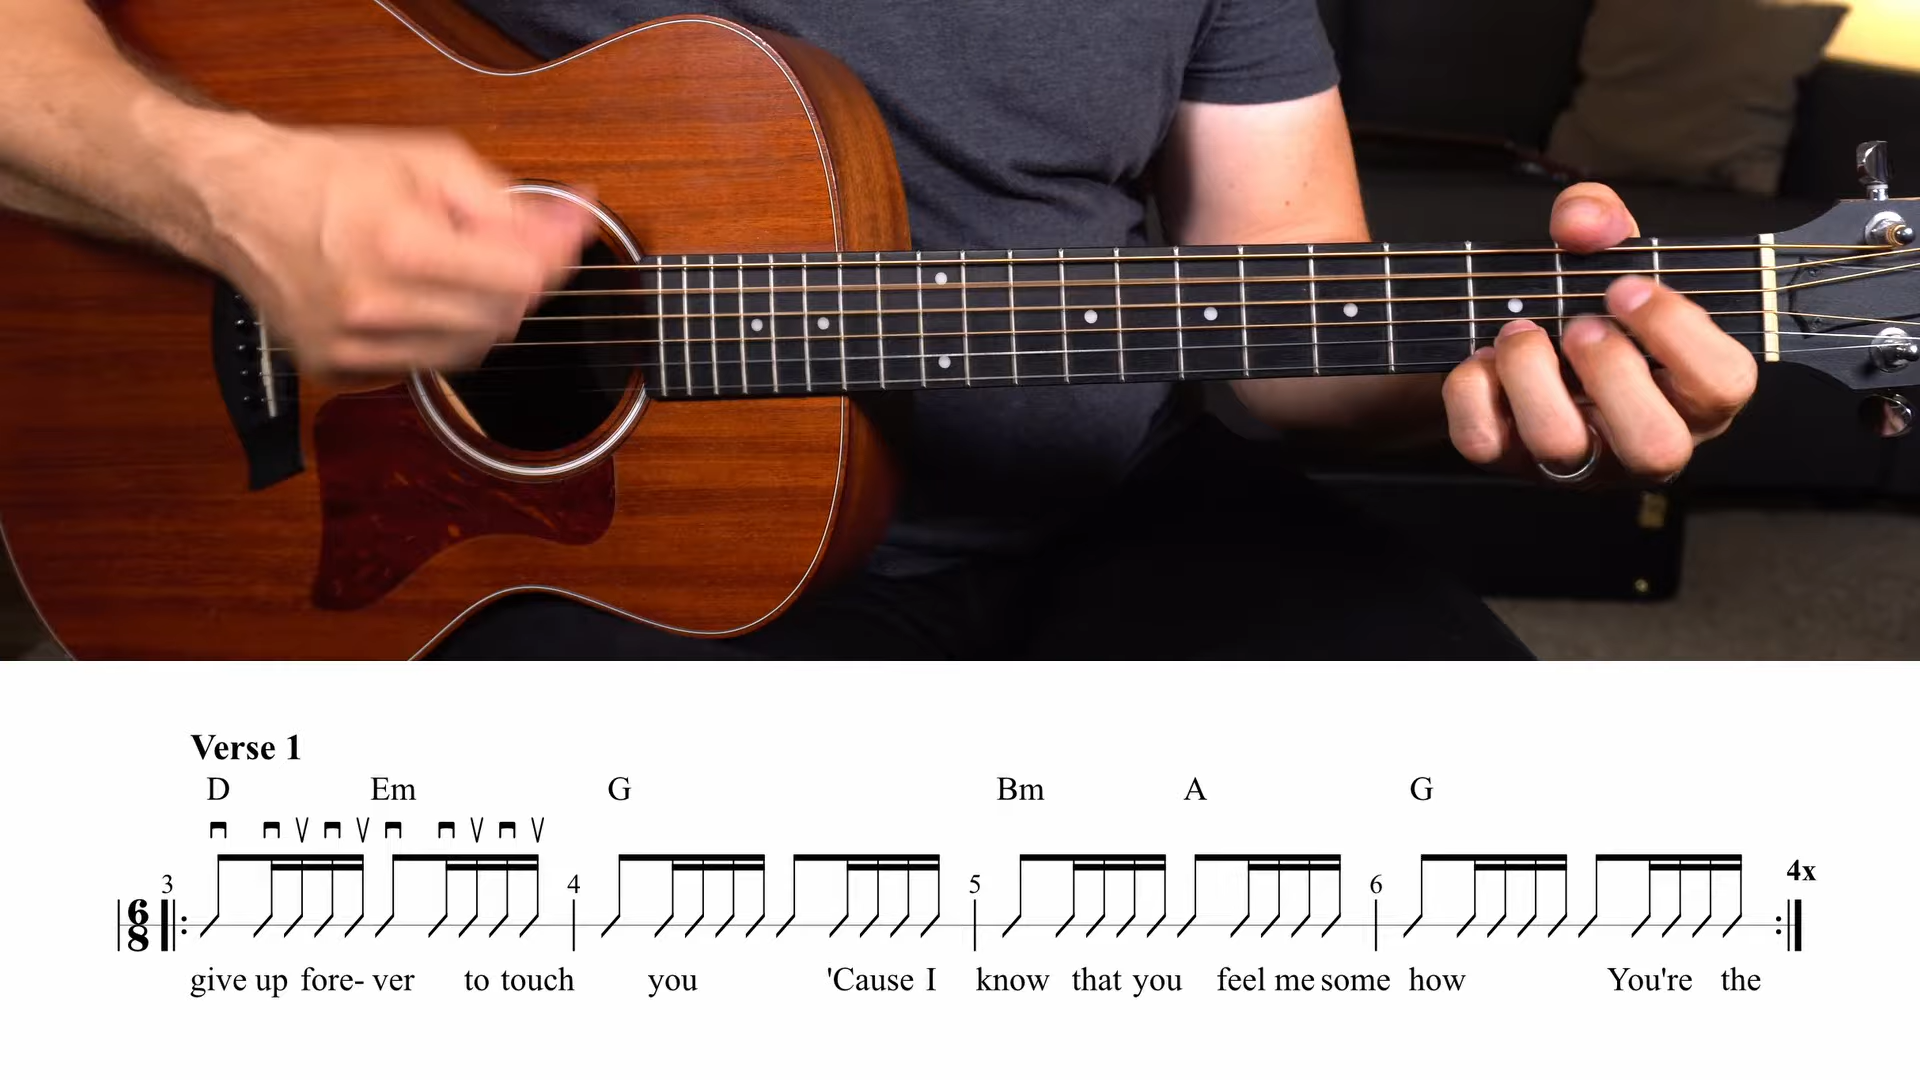 Verse 1
D Em G Bm A G
3 4 5 6 4x
6
8
give up fore- ver to touch you 'Cause I know that you feel me some how You're the